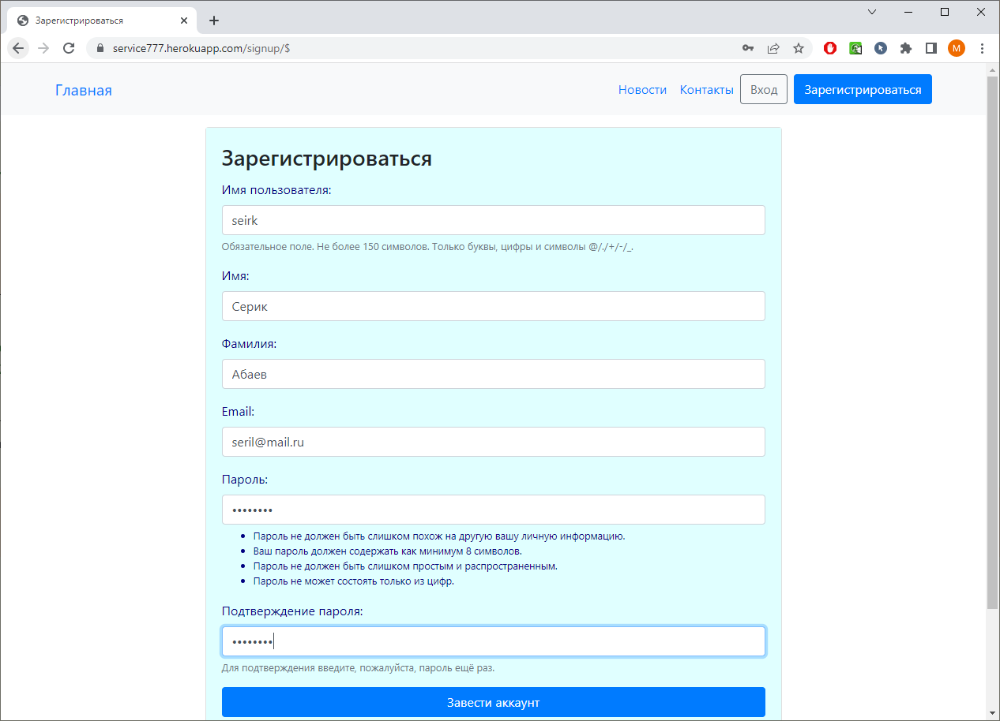 Зарегистрироваться
service777.herokuapp.com/signup/$
M
Главная
Новости Контакты Вход Зарегистрироваться
Зарегистрироваться
Имя пользователя:
seirk
Обязательное поле. Не более 150 символов. Только буквы, цифры и символы @/./+/-/_.
Имя:
Серик
Фамилия:
Абаев
Email:
seril@mail.ru
Пароль:
••••••••
Пароль не должен быть слишком похож на другую вашу личную информацию.
Ваш пароль должен содержать как минимум 8 символов.
Пароль не должен быть слишком простым и распространенным.
Пароль не может состоять только из цифр.
Подтверждение пароля:
••••••••
Для подтверждения введите, пожалуйста, пароль ещё раз.
Завести аккаунт